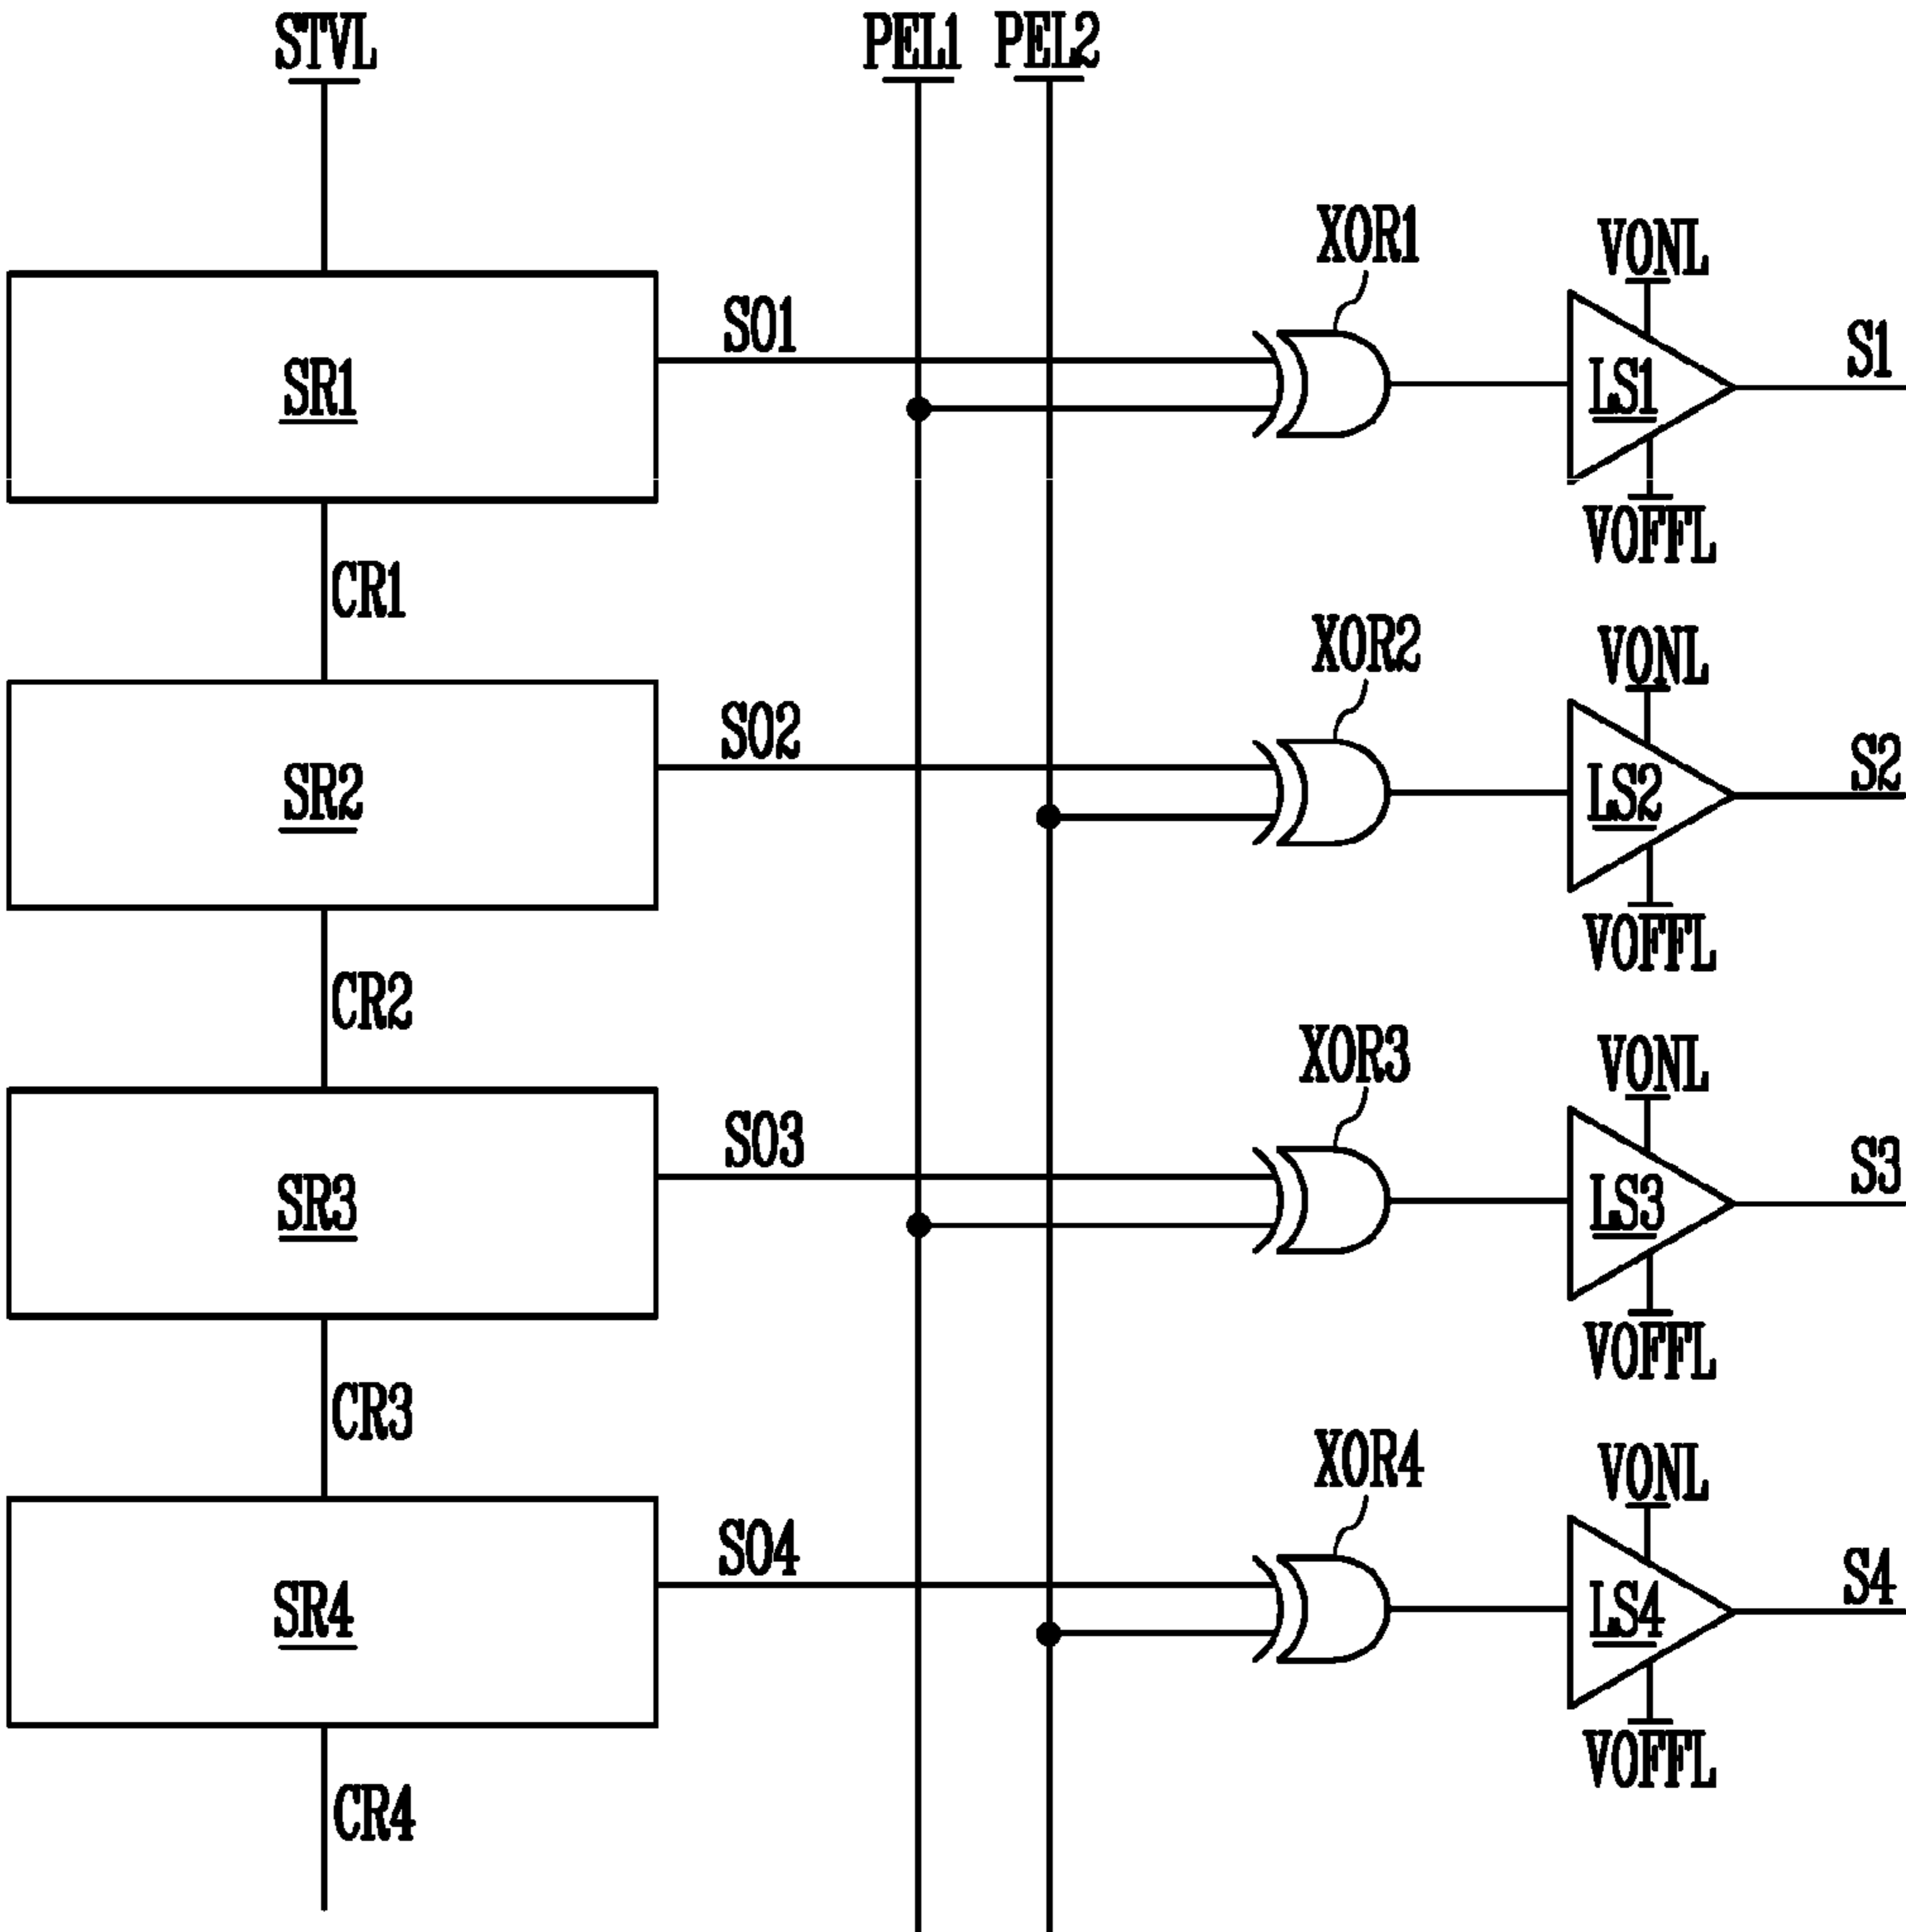 STVL
PEL1
PEL2
XOR1
VONL
SO1
S1
SR1
LS1
VOFFL
CR1
XOR2
VONL
SO2
S2
SR2
LS2
VOFFL
CR2
XOR3
VONL
SO3
S3
SR3
LS3
VOFFL
CR3
XOR4
VONL
SO4
S4
SR4
LS4
VOFFL
CR4